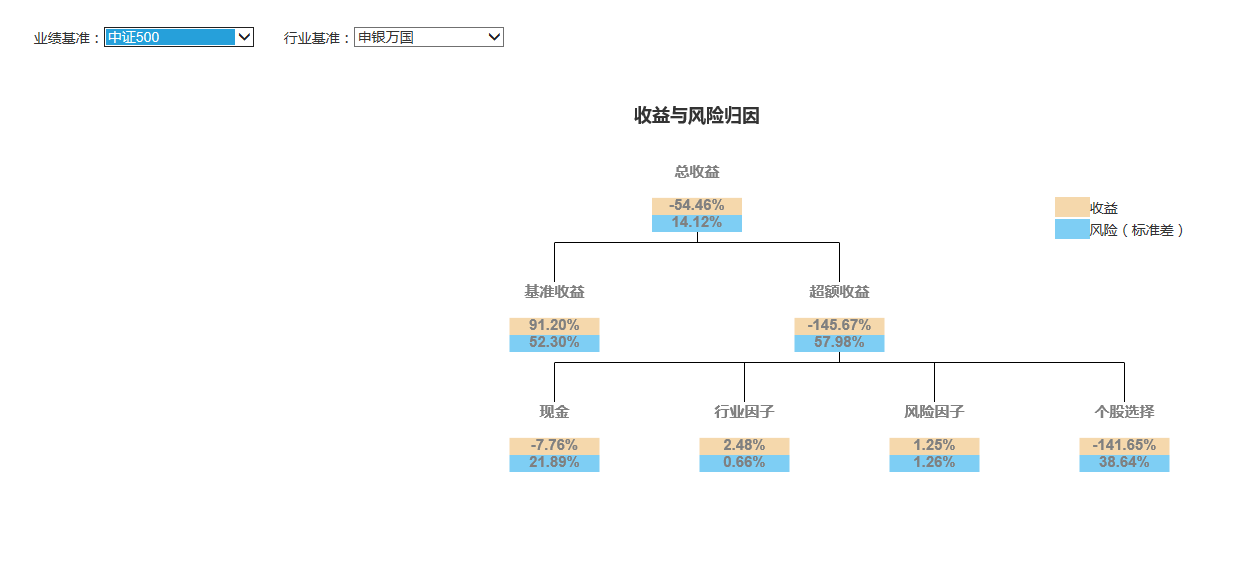 业绩基准：中证500 行业基准：申银万国
收益与风险归因
总收益
-54.46%
14.12%
收益
风险（标准差）
基准收益 超额收益
91.20% -145.67%
52.30% 57.98%
现金 行业因子 风险因子 个股选择
-7.76% 2.48% 1.25% -141.65%
21.89% 0.66% 1.26% 38.64%